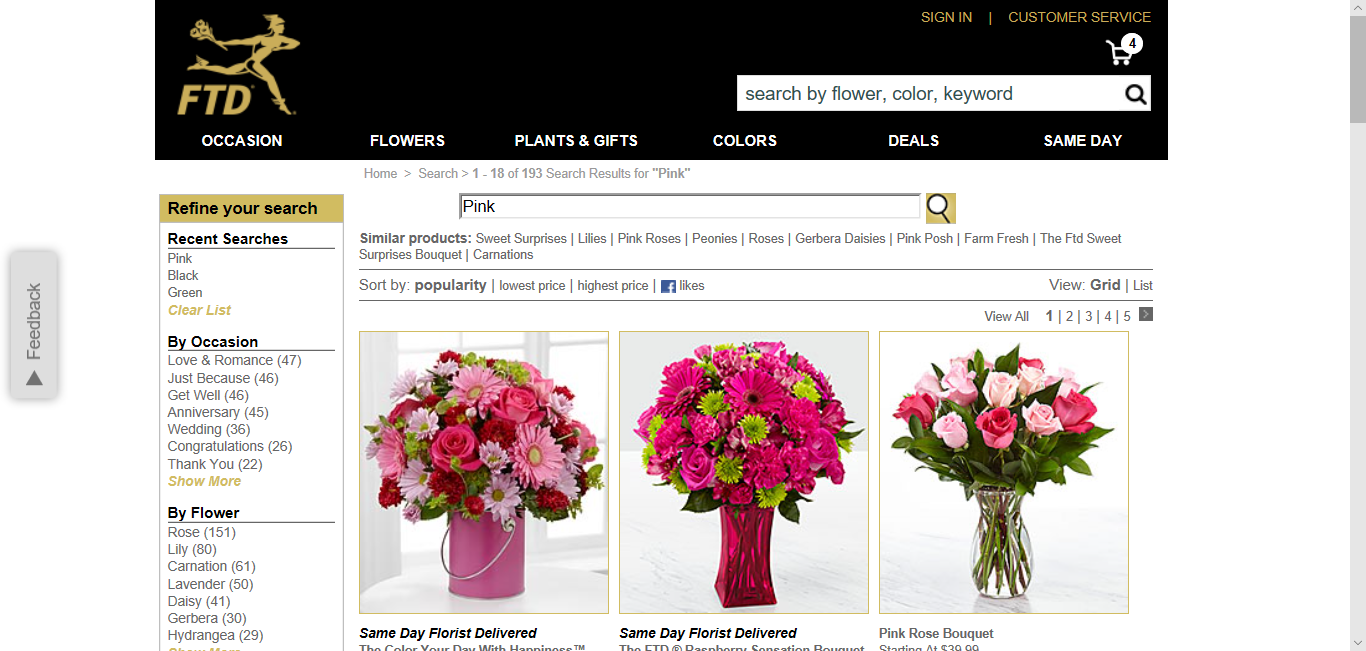 SIGN IN | CUSTOMER SERVICE
4
FTD
search by flower, color, keyword
OCCASION FLOWERS PLANTS & GIFTS COLORS DEALS SAME DAY
Home > Search > 1 - 18 of 193 Search Results for "Pink"
Feedback
Refine your search
Recent Searches
Pink
Black
Green
Clear List
By Occasion
Love & Romance (47)
Just Because (46)
Get Well (46)
Anniversary (45)
Wedding (36)
Congratulations (26)
Thank You (22)
Show More
By Flower
Rose (151)
Lily (80)
Carnation (61)
Lavender (50)
Daisy (41)
Gerbera (30)
Hydrangea (29)
Show More
Pink
Similar products: Sweet Surprises | Lilies | Pink Roses | Peonies | Roses | Gerbera Daisies | Pink Posh | Farm Fresh | The Ftd Sweet
Surprises Bouquet | Carnations
Sort by: popularity | lowest price | highest price | f likes
View: Grid | List
View All 1 | 2 | 3 | 4 | 5 >
Same Day Florist Delivered
The Color Your Day With Happiness™
Same Day Florist Delivered
The FTD ® Raspberry Sensation Bouquet
Pink Rose Bouquet
Starting At $39.99